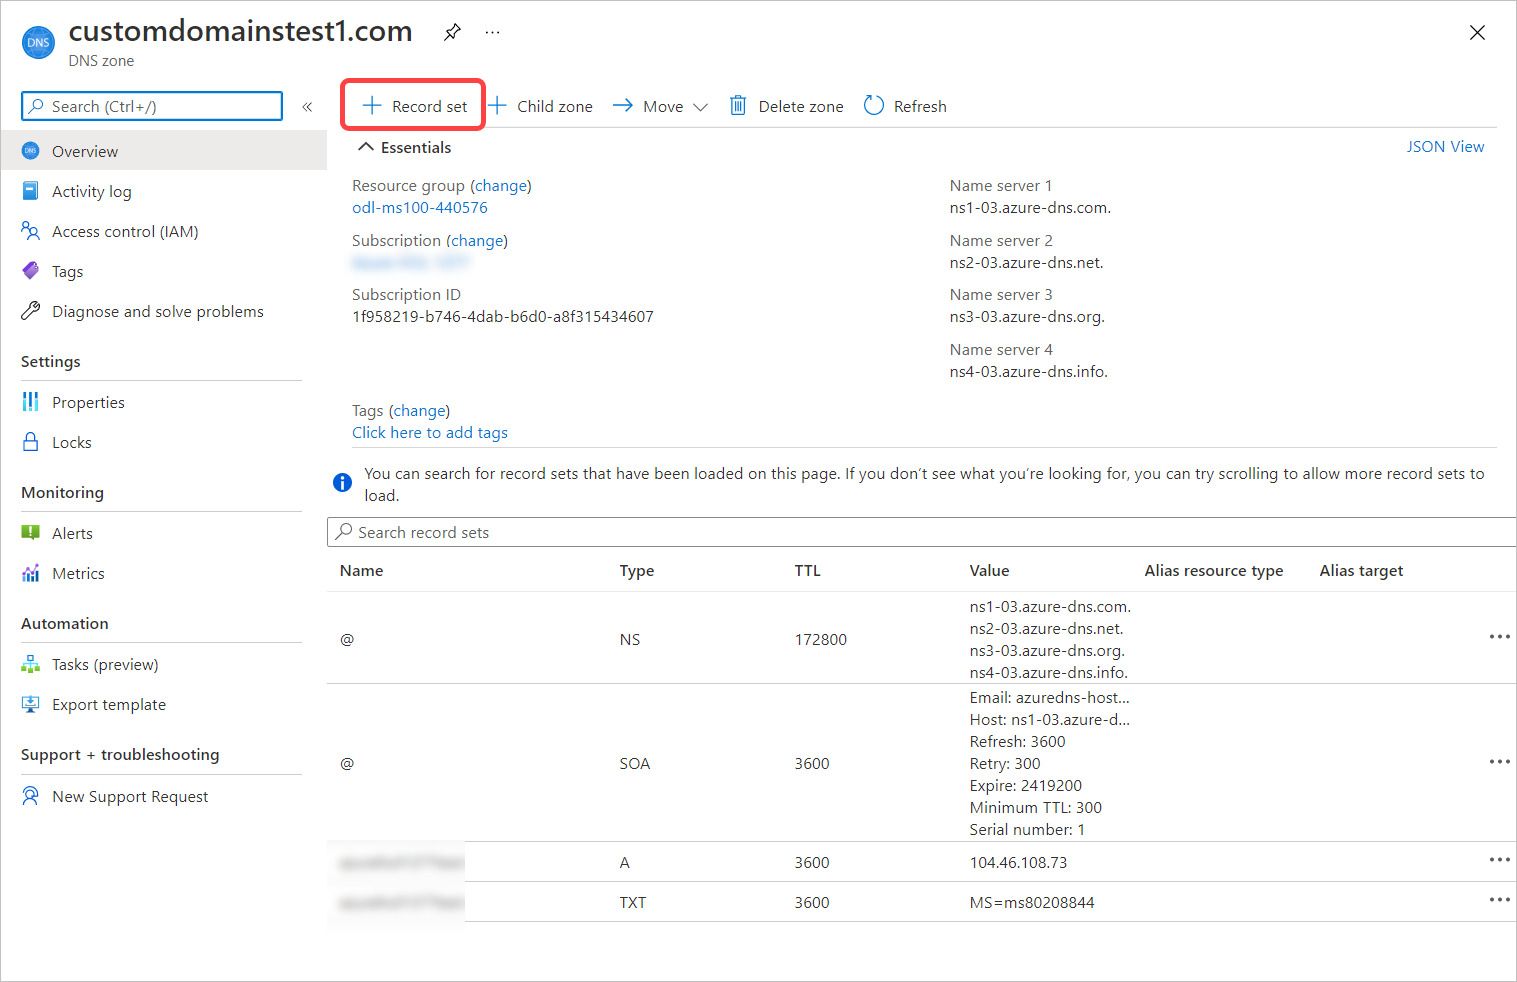 customdomainstest1.com
DNS
DNS zone
Search (Ctrl+/)
Record set
Child zone
Move
Delete zone
Refresh
DNS
Overview
Activity log
Access control (IAM)
Tags
Diagnose and solve problems
Settings
Properties
Locks
Monitoring
Alerts
Metrics
Automation
Tasks (preview)
Export template
Support + troubleshooting
New Support Request
Essentials
JSON View
Resource group (change)
odl-ms100-440576
Subscription (change)
Subscription ID
1f958219-b746-4dab-b6d0-a8f315434607
Name server 1
ns1-03.azure-dns.com.
Name server 2
ns2-03.azure-dns.net.
Name server 3
ns3-03.azure-dns.org.
Name server 4
ns4-03.azure-dns.info.
Tags (change)
Click here to add tags
You can search for record sets that have been loaded on this page. If you don't see what you're looking for, you can try scrolling to allow more record sets to
load.
Search record sets
Name Type TTL Value Alias resource type Alias target
@ NS 172800
ns1-03.azure-dns.com.
ns2-03.azure-dns.net.
ns3-03.azure-dns.org.
ns4-03.azure-dns.info.
@ SOA 3600
Email: azuredns-host...
Host: ns1-03.azure-d...
Refresh: 3600
Retry: 300
Expire: 2419200
Minimum TTL: 300
Serial number: 1
A 3600 104.46.108.73
TXT 3600 MS=ms80208844